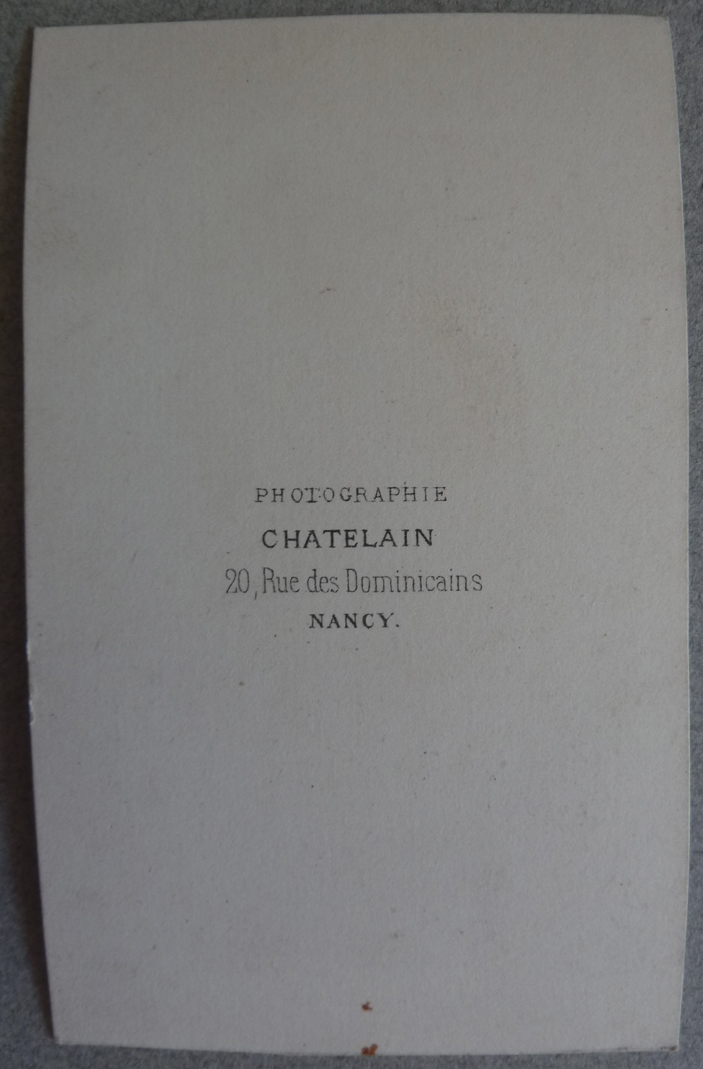 PHOTOGRAPHIE
CHATELAIN
20, Rue des Dominicains
NANCY.